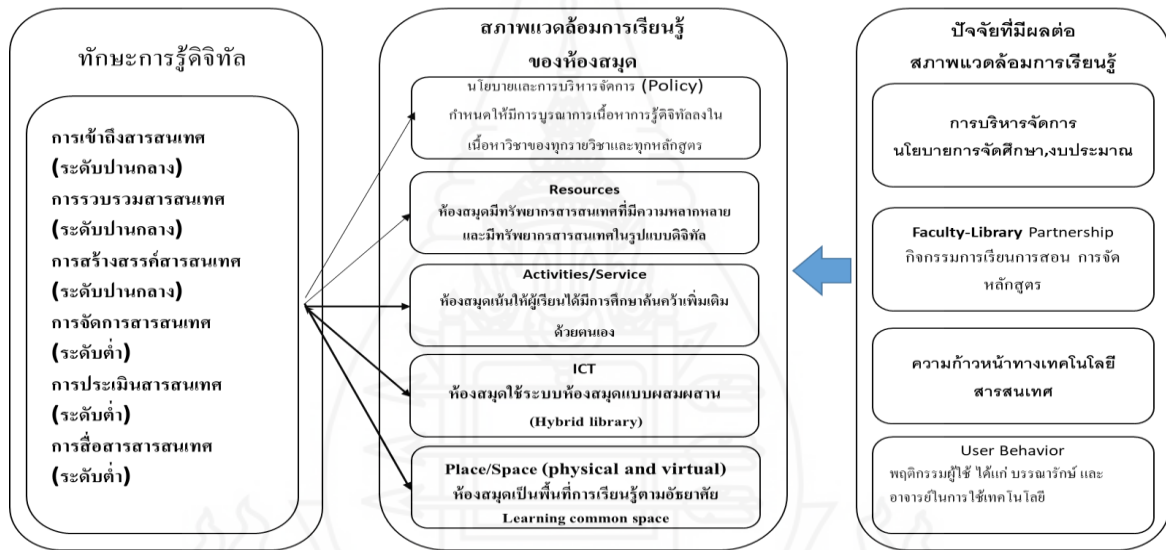 ทักษะการรู้ดิจิทัล
การเข้าถึงสารสนเทศ
(ระดับปานกลาง)
การรวบรวมสารสนเทศ
(ระดับปานกลาง)
การสร้างสรรค์สารสนเทศ
(ระดับปานกลาง)
การจัดการสารสนเทศ
(ระดับต่ำ)
การประเมินสารสนเทศ
(ระดับต่ำ)
การสื่อสารสารสนเทศ
(ระดับต่ำ)
สภาพแวดล้อมการเรียนรู้
ของห้องสมุด
นโยบายและการบริหารจัดการ (Policy)
กำหนดให้มีการบูรณาการเนื้อหาการรู้ดิจิทัลลงใน
เนื้อหาวิชาของทุกรายวิชาและทุกหลักสูตร
Resources
ห้องสมุดมีทรัพยากรสารสนเทศที่มีความหลากหลาย
และมีทรัพยากรสารสนเทศในรูปแบบดิจิทัล
Activities/Service
ห้องสมุดเน้นให้ผู้เรียนได้มีการศึกษาค้นคว้าเพิ่มเติม
ด้วยตนเอง
ICT
ห้องสมุดใช้ระบบห้องสมุดแบบผสมผสาน
(Hybrid library)
Place/Space (physical and virtual)
ห้องสมุดเป็นพื้นที่การเรียนรู้ตามอัธยาศัย
Learning common space
ปัจจัยที่มีผลต่อ
สภาพแวดล้อมการเรียนรู้
การบริหารจัดการ
นโยบายการจัดศึกษา,งบประมาณ
Faculty-Library Partnership
กิจกรรมการเรียนการสอน การจัด
หลักสูตร
ความก้าวหน้าทางเทคโนโลยี
สารสนเทศ
User Behavior
พฤติกรรมผู้ใช้ ได้แก่ บรรณารักษ์ และ
อาจารย์ในการใช้เทคโนโลยี